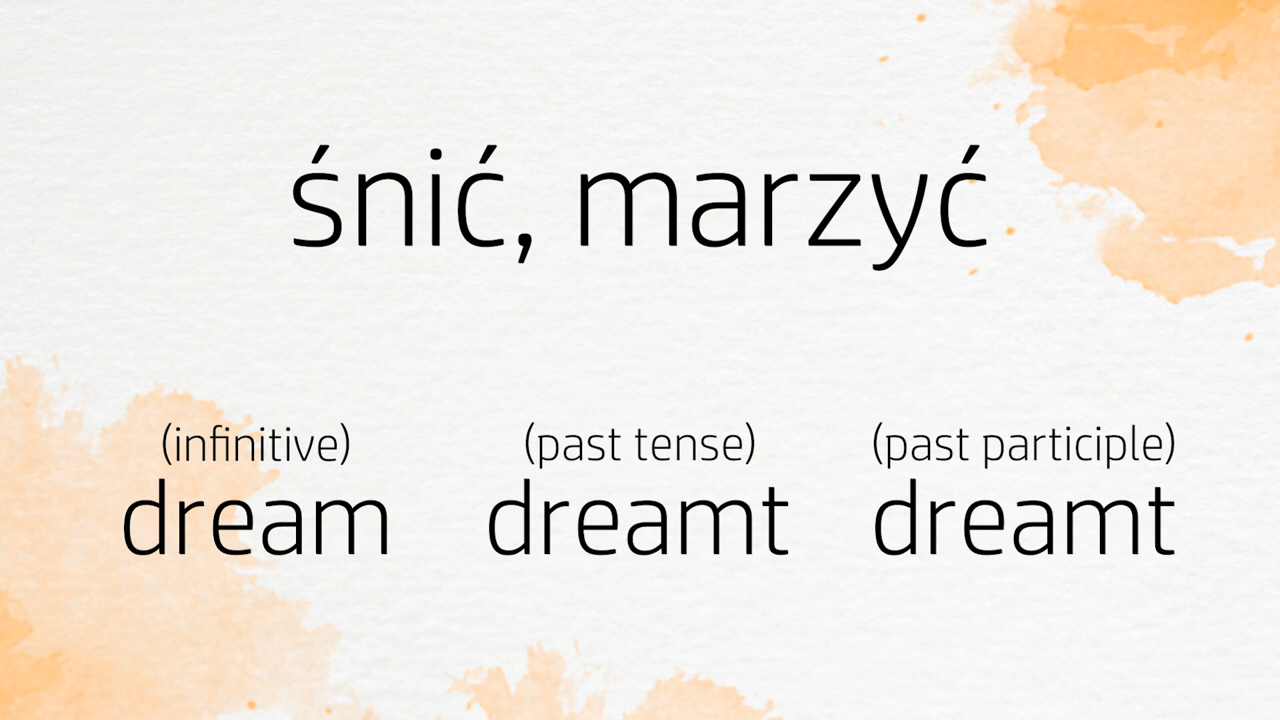 śnić, marzyć
(infinitive) (past tense) (past participle)
dream dreamt dreamt